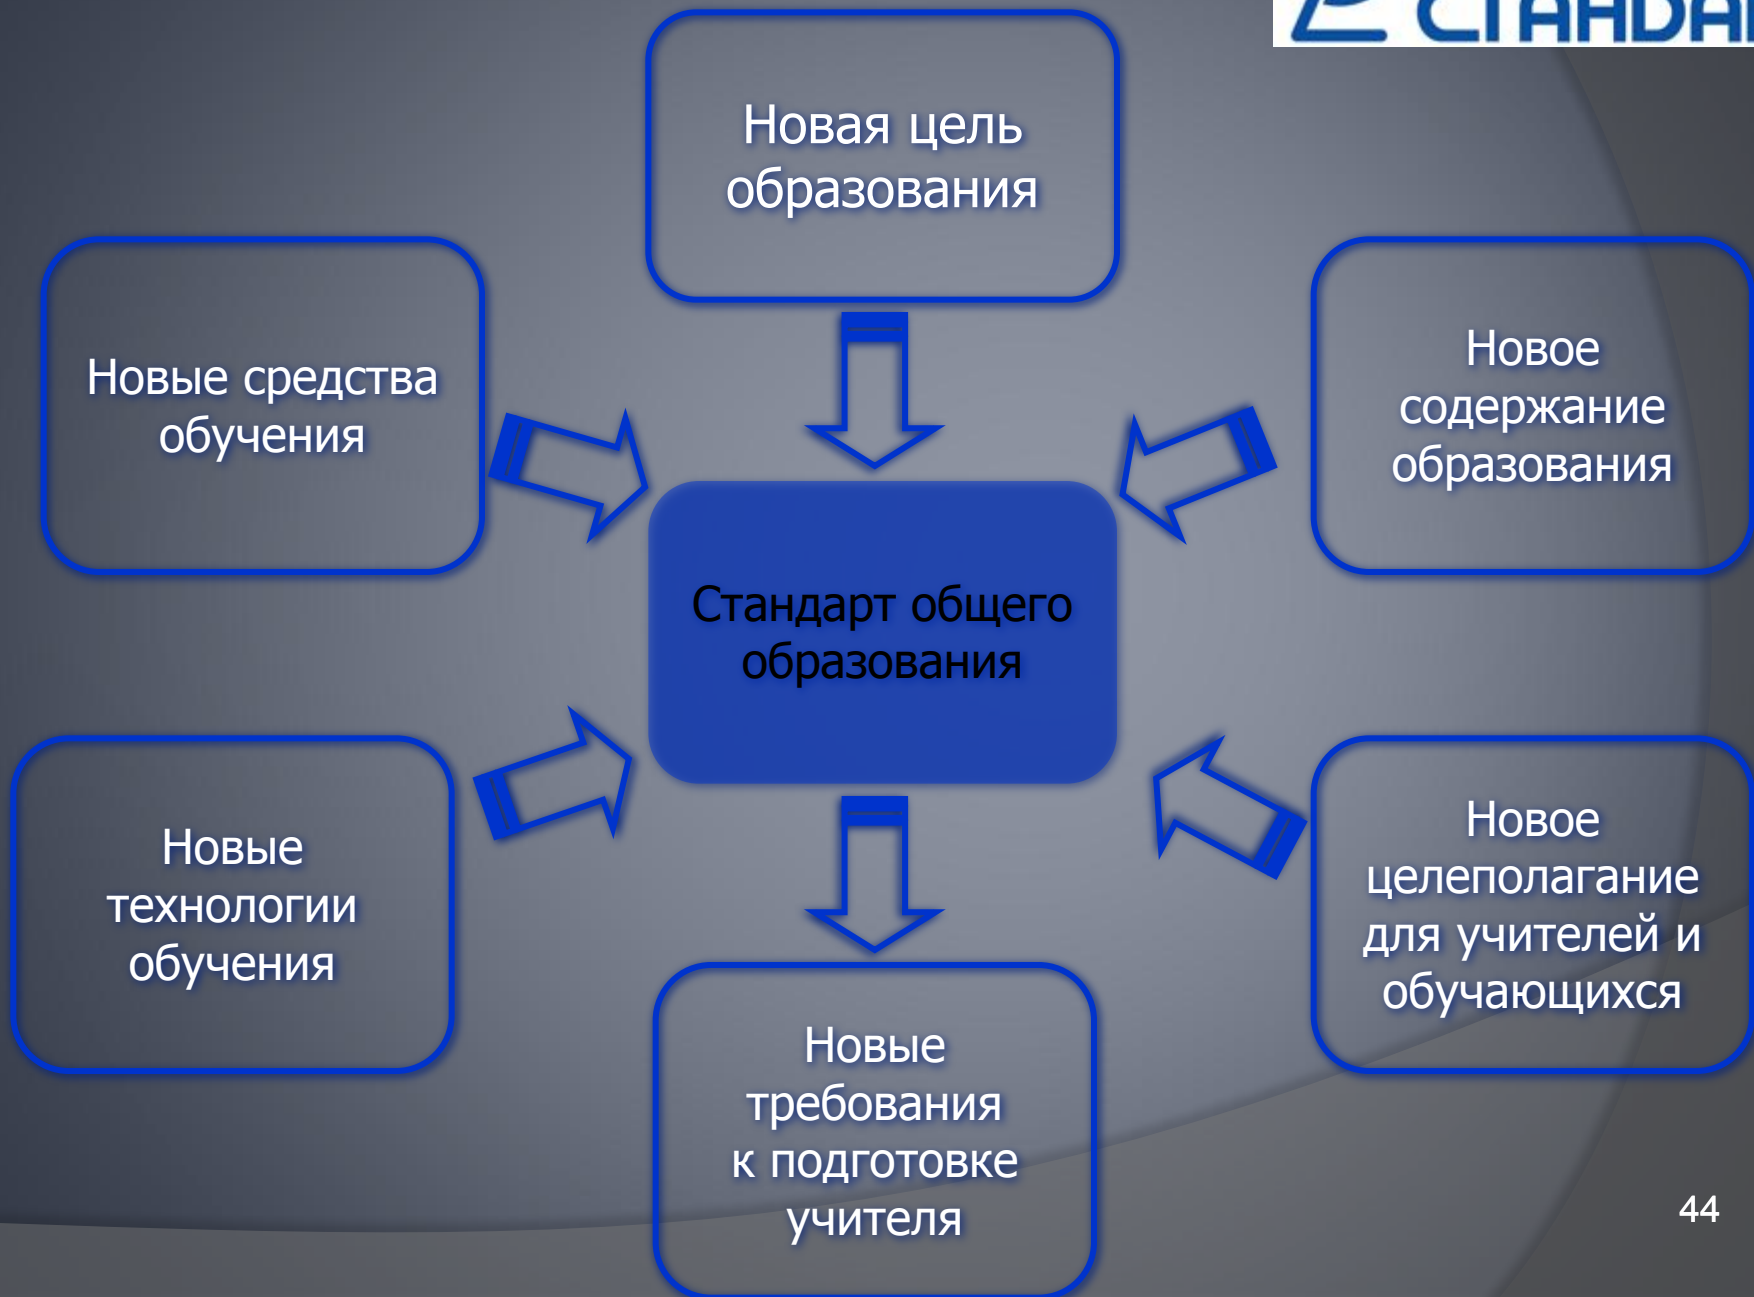 Новая цель
образования
Новые средства
обучения
Новое
содержание
образования
Стандарт общего
образования
Новые
технологии
обучения
Новое
целеполагание
для учителей и
обучающихся
Новые
требования
к подготовке
учителя
44